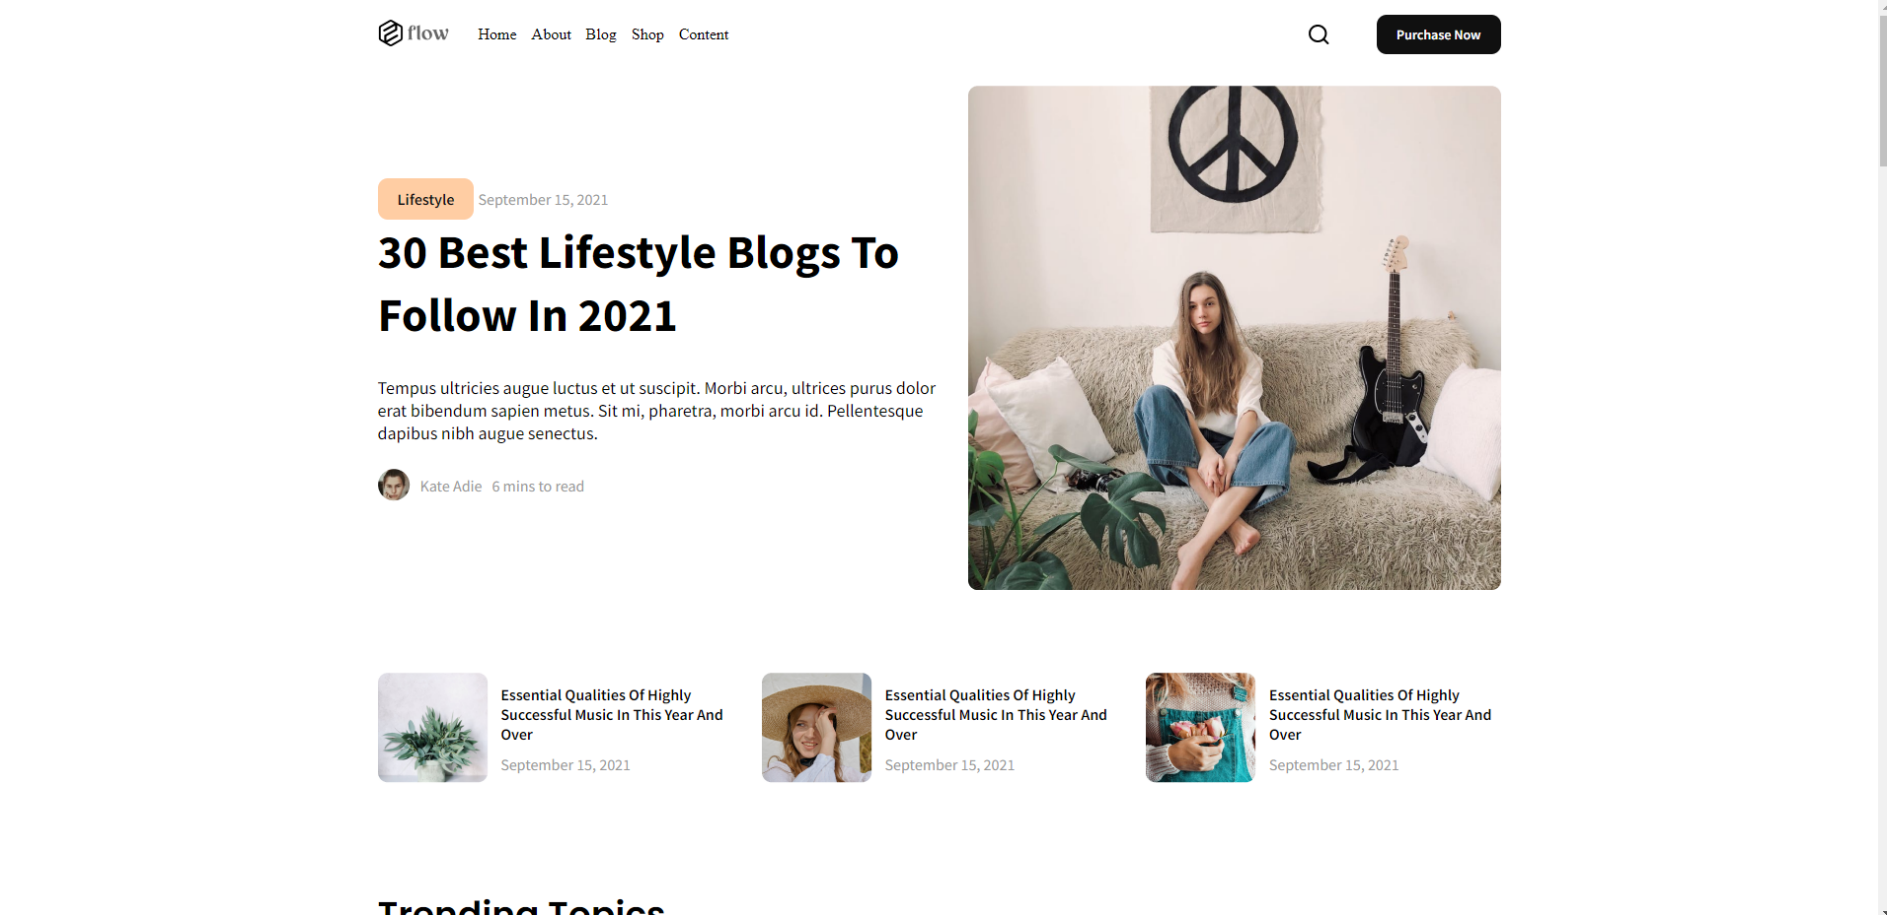 flow
Home About Blog Shop Content
Purchase Now
Lifestyle September 15, 2021
30 Best Lifestyle Blogs To
Follow In 2021
Tempus ultricies augue luctus et ut suscipit. Morbi arcu, ultrices purus dolor
erat bibendum sapien metus. Sit mi, pharetra, morbi arcu id. Pellentesque
dapibus nibh augue senectus.
Kate Adie 6 mins to read
Essential Qualities Of Highly
Successful Music In This Year And
Over
September 15, 2021
Essential Qualities Of Highly
Successful Music In This Year And
Over
September 15, 2021
Essential Qualities Of Highly
Successful Music In This Year And
Over
September 15, 2021
Trending Topics